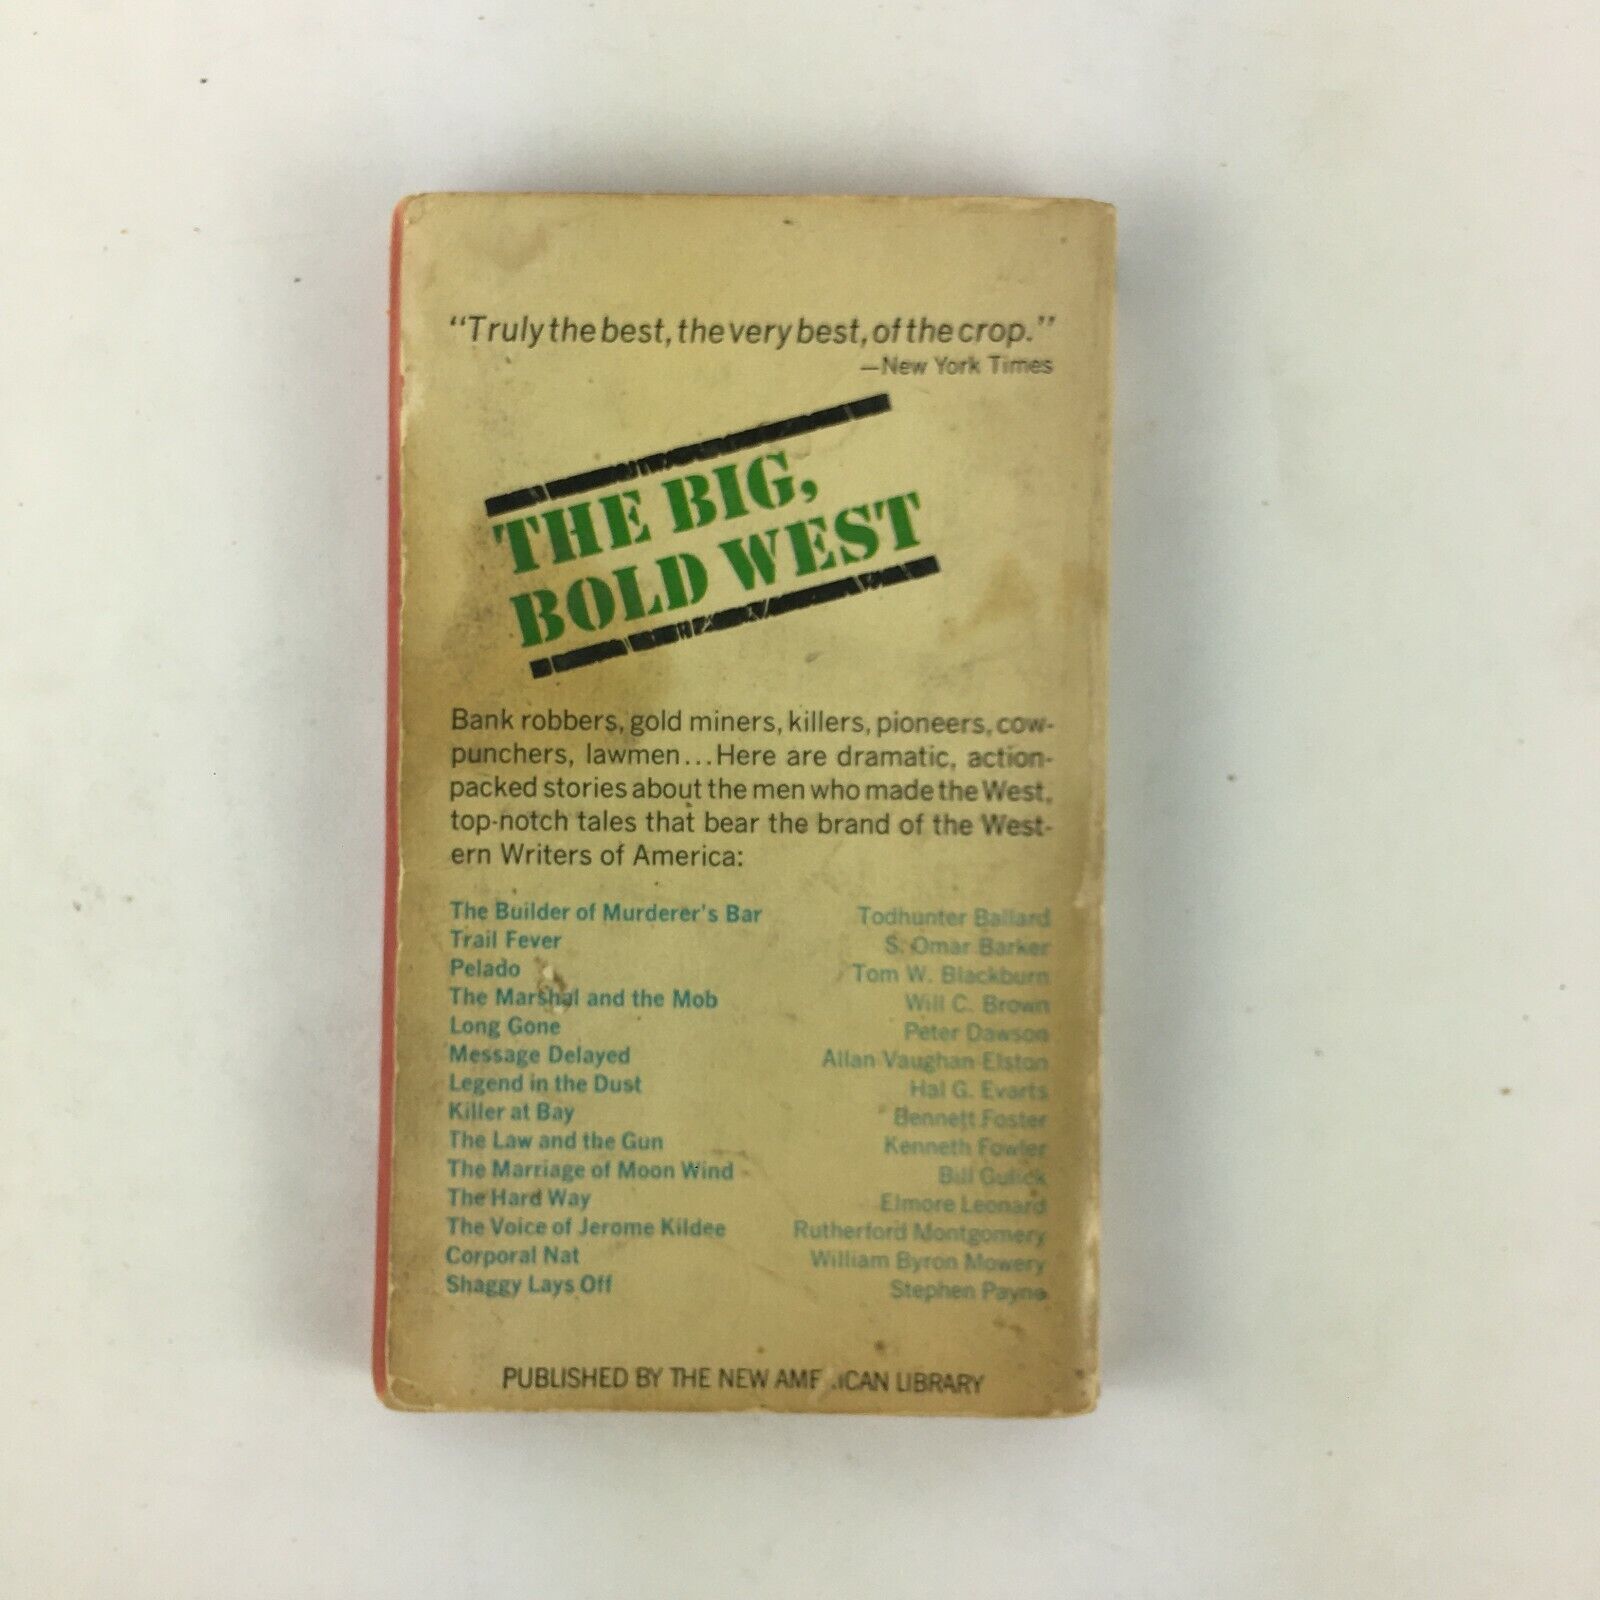 "Truly the best, the very best, of the crop."
—New York Times
THE BIG,
BOLD WEST
Bank robbers, gold miners, killers, pioneers, cow-
punchers, lawmen...Here are dramatic, action-
packed stories about the men who made the West,
top-notch tales that bear the brand of the West-
ern Writers of America:
The Builder of Murderer's Bar Todhunter Ballard
Trail Fever S. Omar Barker
Pelado Tom W. Blackburn
The Marshal and the Mob Will C. Brown
Long Gone Peter Dawson
Message Delayed Allan Vaughan Elston
Legend in the Dust Hal G. Evarts
Killer at Bay Bennett Foster
The Law and the Gun Kenneth Fowler
The Marriage of Moon Wind Bill Gulick
The Hard Way Elmore Leonard
The Voice of Jerome Kildee Rutherford Montgomery
Corporal Nat William Byron Mowery
Shaggy Lays Off Stephen Payne
PUBLISHED BY THE NEW AMERICAN LIBRARY